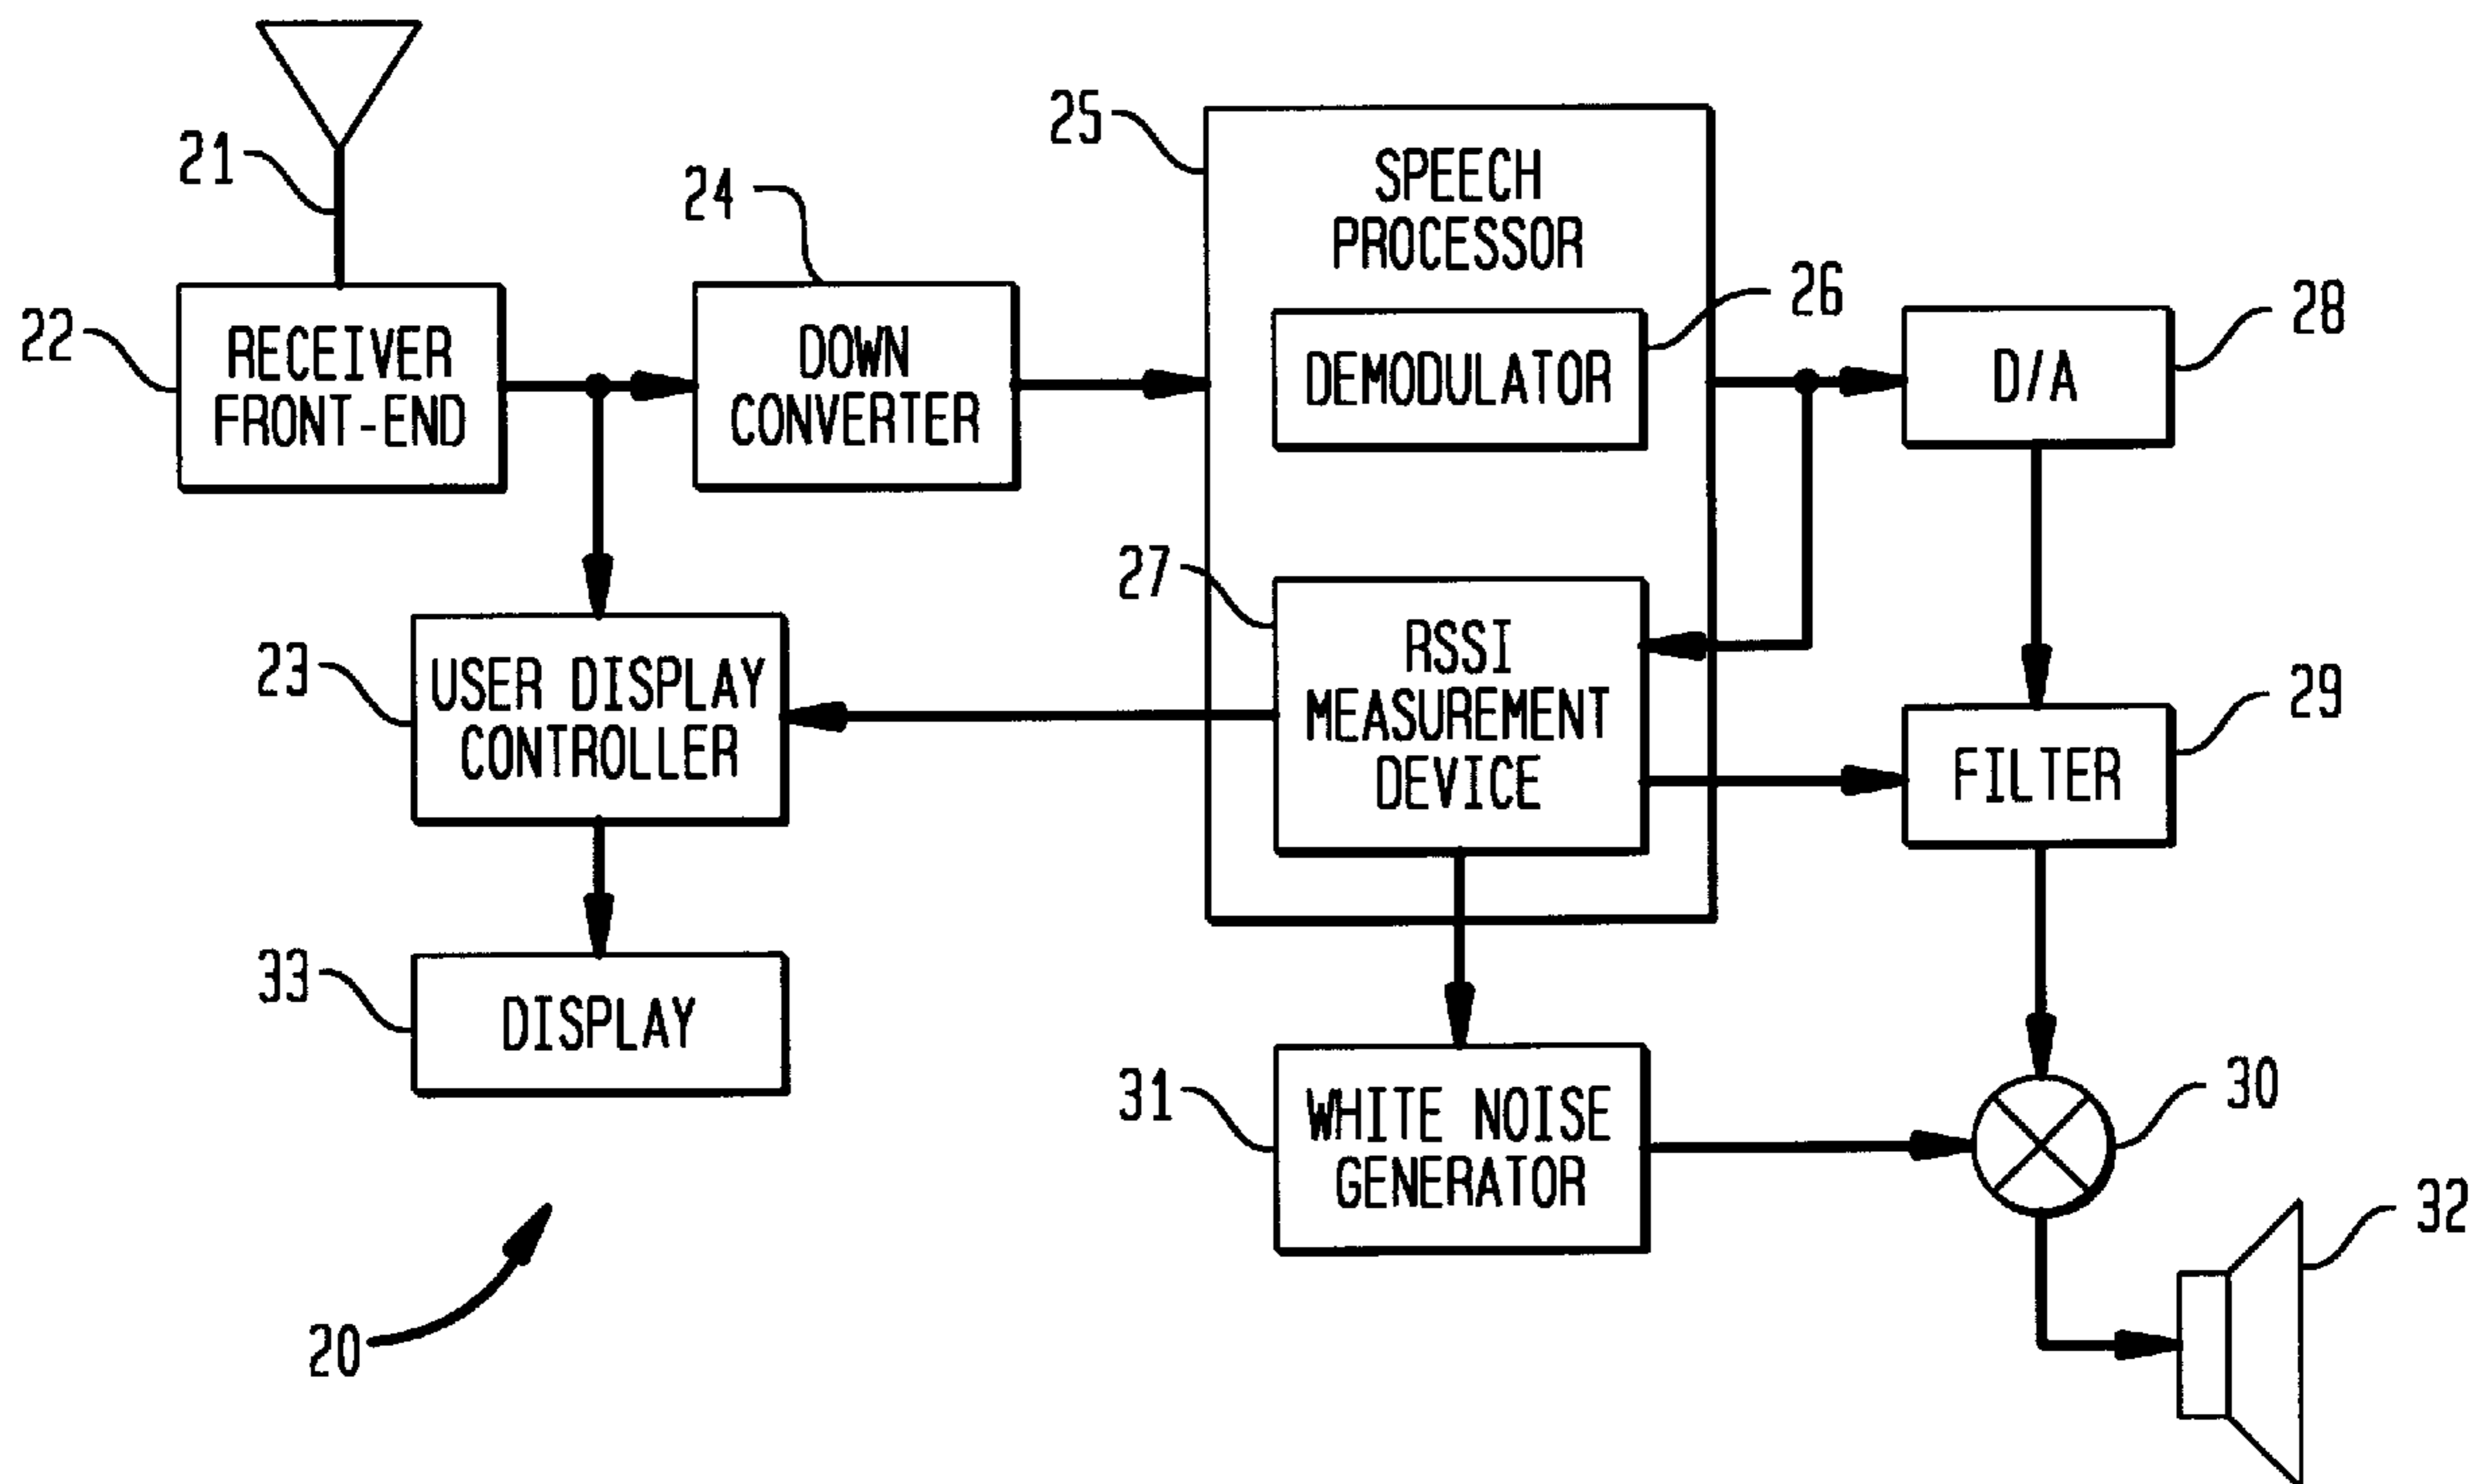 21
22
RECEIVER
FRONT-END
24
DOWN
CONVERTER
25
SPEECH
PROCESSOR
26
DEMODULATOR
28
D/A
27
RSSI
MEASUREMENT
DEVICE
23
USER DISPLAY
CONTROLLER
29
FILTER
33
DISPLAY
31
WHITE NOISE
GENERATOR
30
32
20